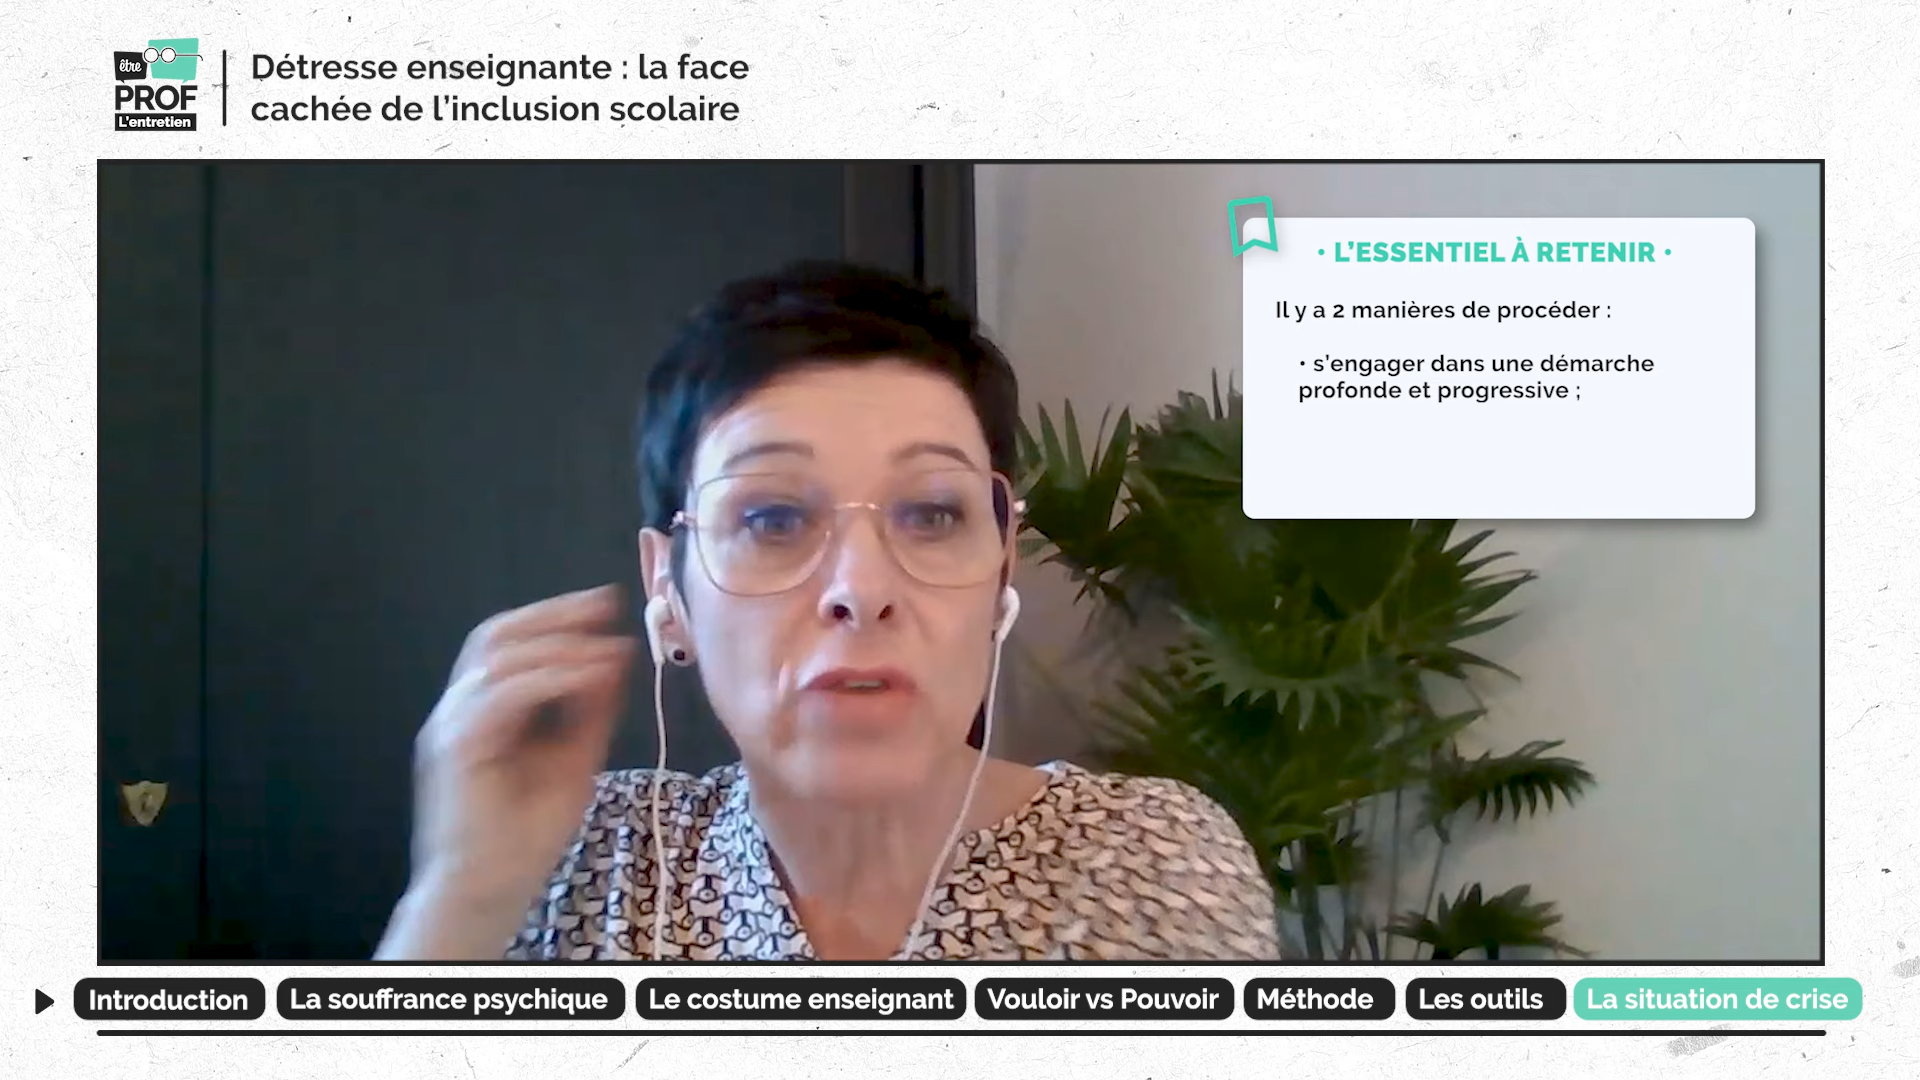 être
PROF
L'entretien
Détresse enseignante : la face
cachée de l'inclusion scolaire
• L'ESSENTIEL À RETENIR •
Il y a 2 manières de procéder :
• s'engager dans une démarche
profonde et progressive ;
Introduction
La souffrance psychique
Le costume enseignant
Vouloir vs Pouvoir
Méthode
Les outils
La situation de crise